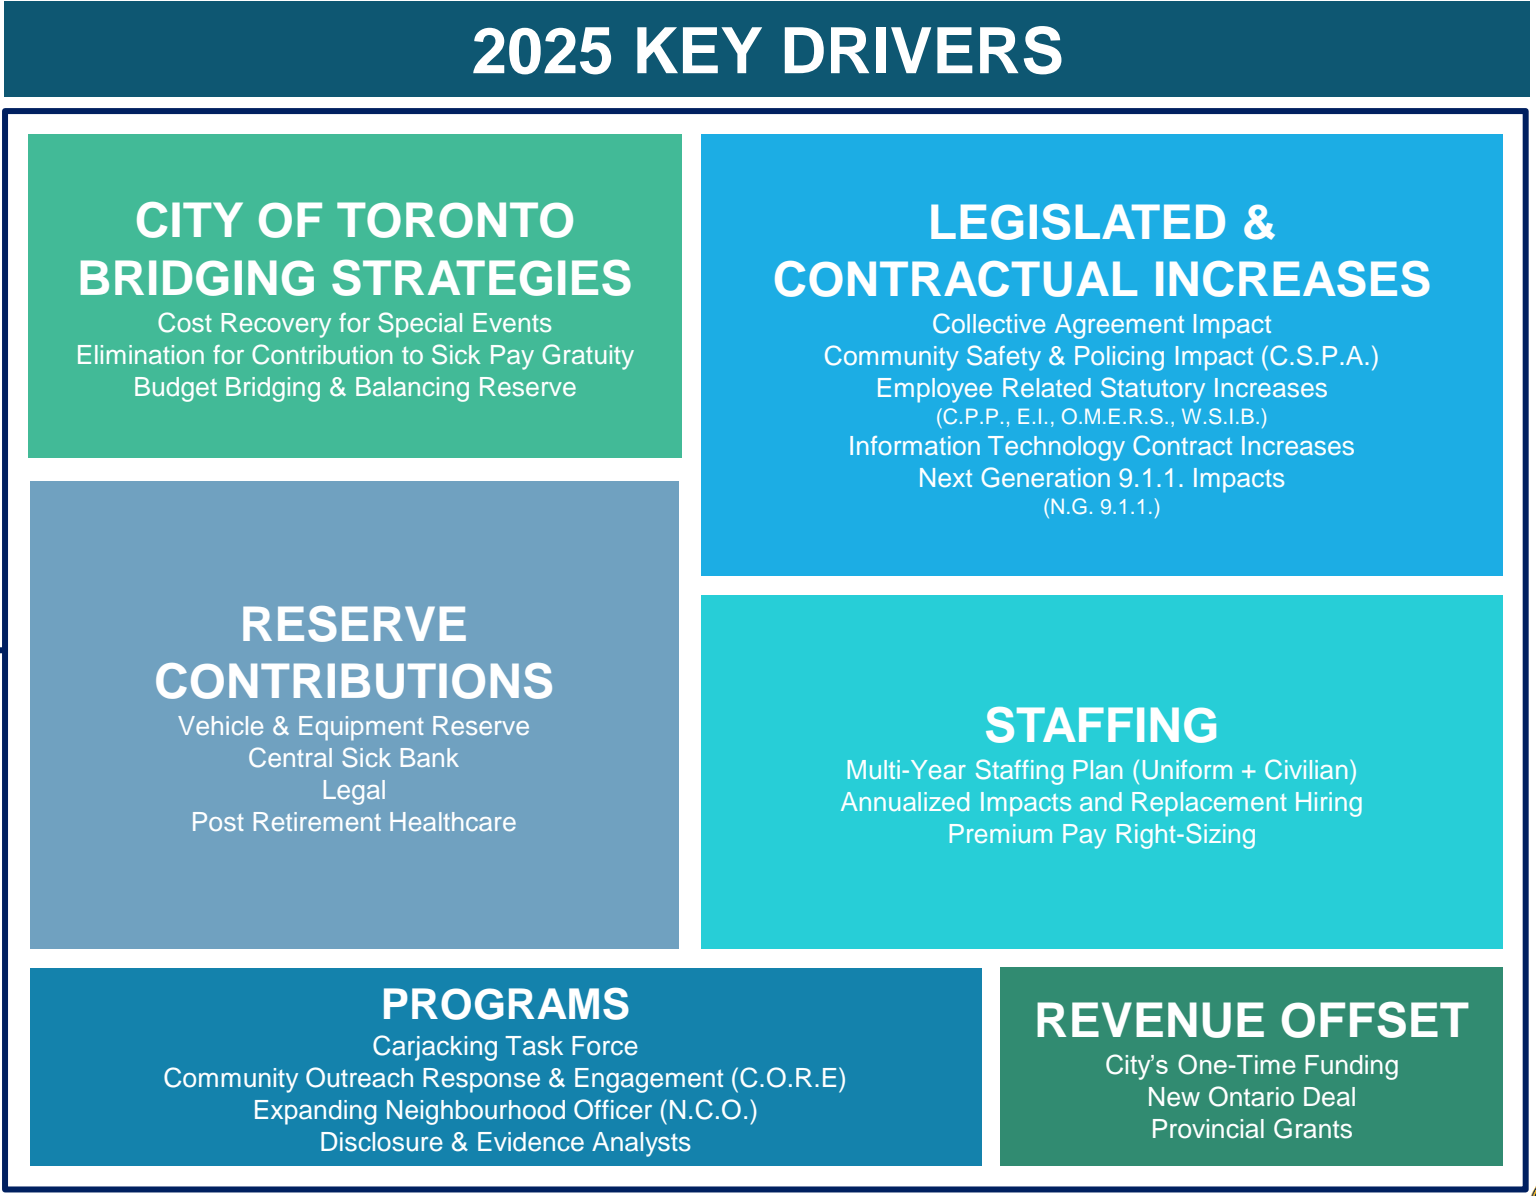 2025 KEY DRIVERS
CITY OF TORONTO
BRIDGING STRATEGIES
Cost Recovery for Special Events
Elimination for Contribution to Sick Pay Gratuity
Budget Bridging & Balancing Reserve
LEGISLATED &
CONTRACTUAL INCREASES
Collective Agreement Impact
Community Safety & Policing Impact (C.S.P.A.)
Employee Related Statutory Increases
(C.P.P., E.I., O.M.E.R.S., W.S.I.B.)
Information Technology Contract Increases
Next Generation 9.1.1. Impacts
(N.G. 9.1.1.)
RESERVE
CONTRIBUTIONS
Vehicle & Equipment Reserve
Central Sick Bank
Legal
Post Retirement Healthcare
STAFFING
Multi-Year Staffing Plan (Uniform + Civilian)
Annualized Impacts and Replacement Hiring
Premium Pay Right-Sizing
PROGRAMS
Carjacking Task Force
Community Outreach Response & Engagement (C.O.R.E)
Expanding Neighbourhood Officer (N.C.O.)
Disclosure & Evidence Analysts
REVENUE OFFSET
City’s One-Time Funding
New Ontario Deal
Provincial Grants